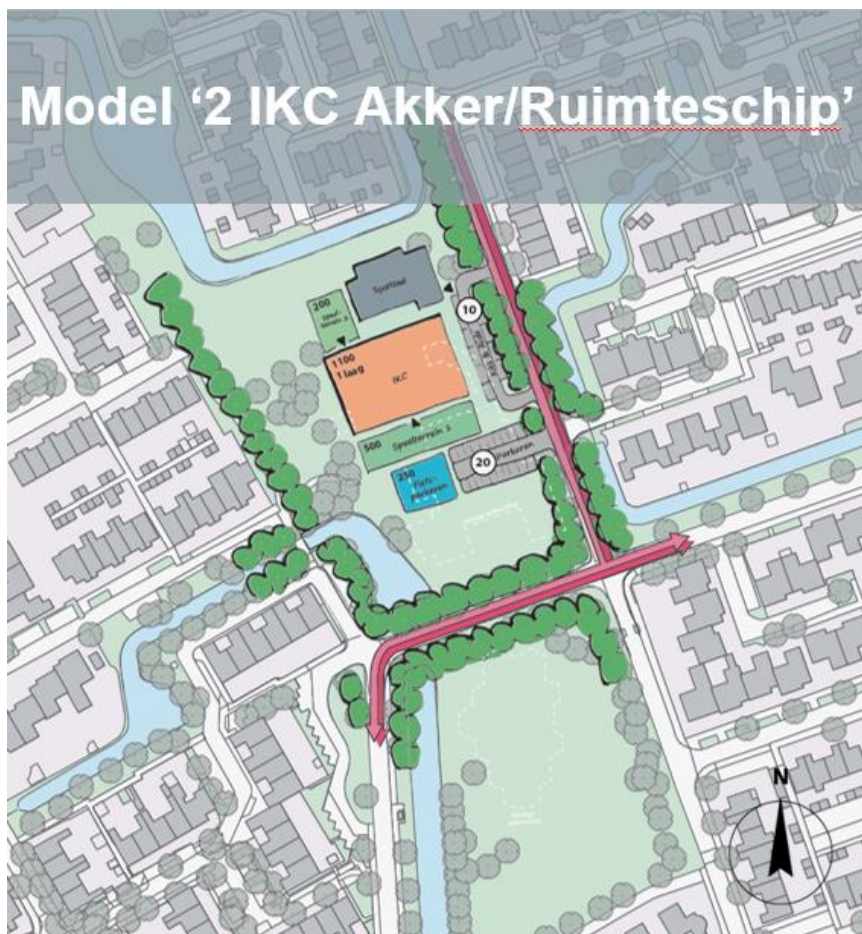 Model ‘2 IKC Akker/Ruimteschip’
Sportzaal
200
10
1100
1 laag
IKC
500
Speelterrein 2
250
Fiets-
parkeren
20
Parkeren
N